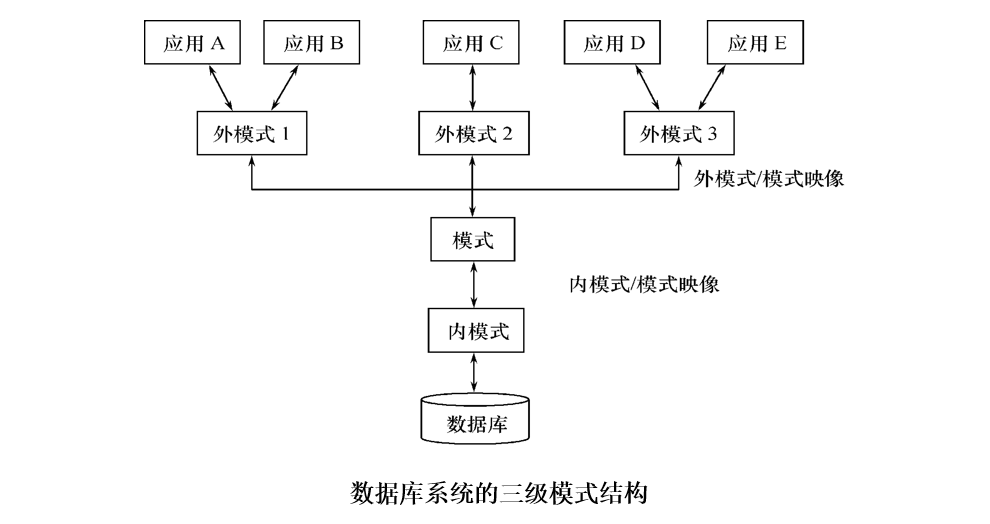 应用 A
应用 B
应用 C
应用 D
应用 E
外模式 1
外模式 2
外模式 3
外模式/模式映像
模式
内模式/模式映像
内模式
数据库
数据库系统的三级模式结构